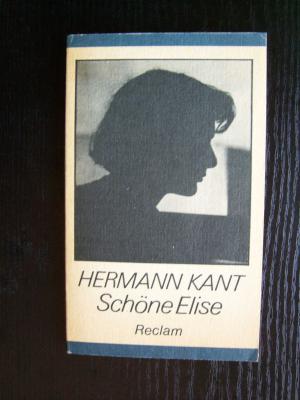 HERMANN KANT
Schöne Elise
Reclam